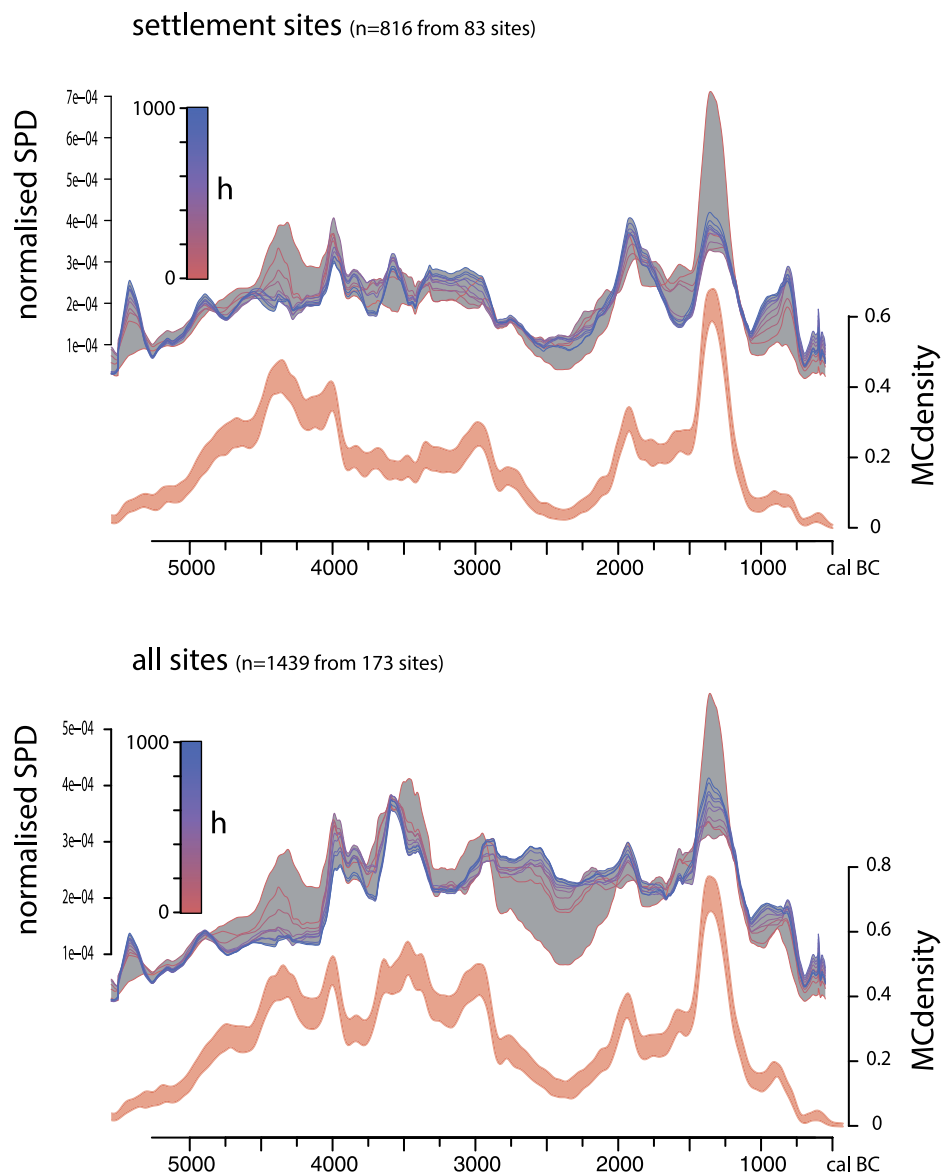 settlement sites (n=816 from 83 sites)
normalised SPD
7e−04
6e−04
5e−04
4e−04
3e−04
2e−04
1e−04
1000
h
0
MCdensity
0.6
0.4
0.2
0
5000 4000 3000 2000 1000 cal BC
all sites (n=1439 from 173 sites)
normalised SPD
5e−04
4e−04
3e−04
2e−04
1e−04
1000
h
0
MCdensity
0.8
0.6
0.4
0.2
0
5000 4000 3000 2000 1000 cal BC